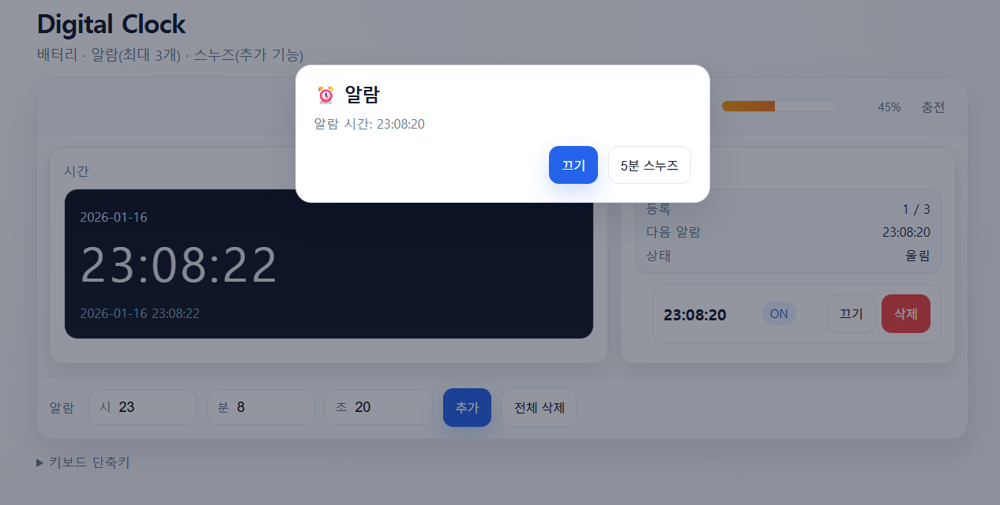 Digital Clock
배터리 · 알람(최대 3개) · 스누즈(추가 기능)
알람
알람 시간: 23:08:20
끄기
5분 스누즈
45%
충전
시간
2026-01-16
23:08:22
2026-01-16 23:08:22
등록
1 / 3
다음 알람
23:08:20
상태
울림
23:08:20
ON
끄기
삭제
알람
시 23
분 8
초 20
추가
전체 삭제
▶ 키보드 단축키